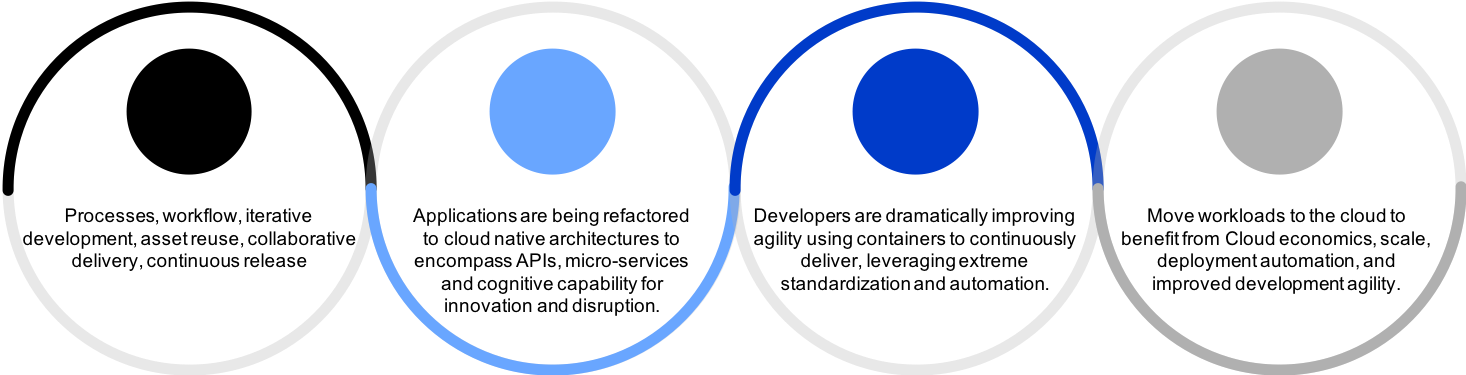 Processes, workflow, iterative
development, asset reuse, collaborative
delivery, continuous release
Applications are being refactored
to cloud native architectures to
encompass APIs, micro-services
and cognitive capability for
innovation and disruption.
Developers are dramatically improving
agility using containers to continuously
deliver, leveraging extreme
standardization and automation.
Move workloads to the cloud to
benefit from Cloud economics, scale,
deployment automation, and
improved development agility.